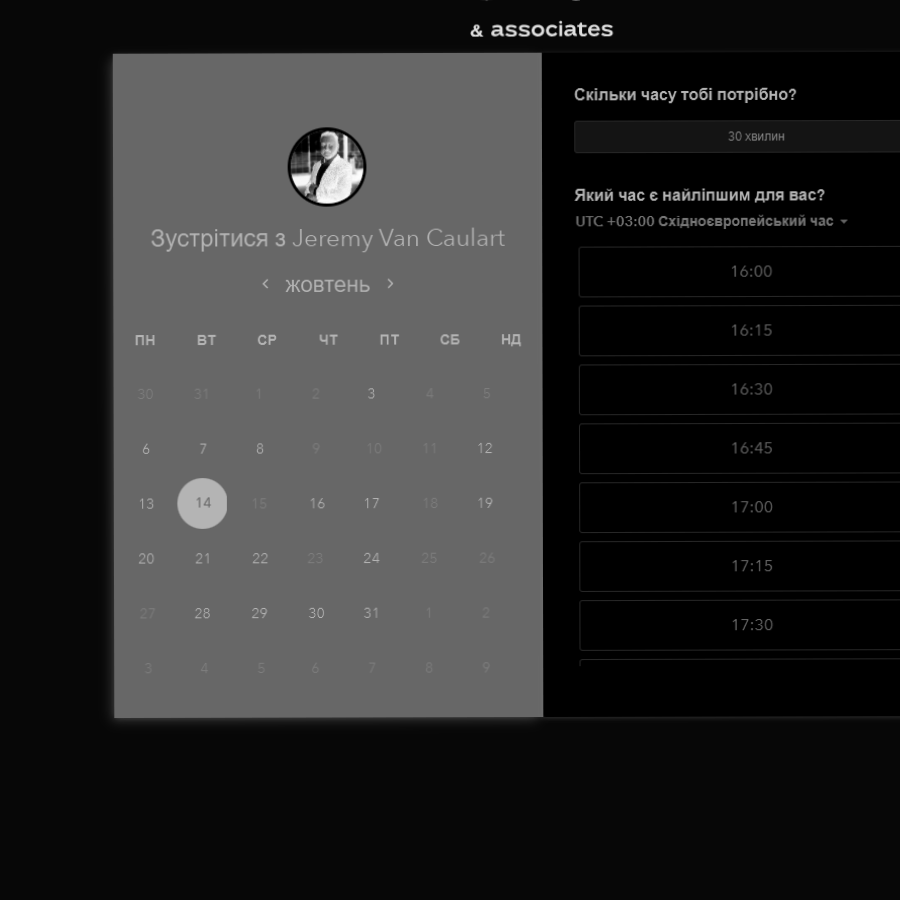 & associates
Зустрітися з Jeremy Van Caulart
жовтень
ПН ВТ СР ЧТ ПТ СБ НД
30 31 1 2 3 4 5
6 7 8 9 10 11 12
13 14 15 16 17 18 19
20 21 22 23 24 25 26
27 28 29 30 31 1 2
3 4 5 6 7 8 9
Скільки часу тобі потрібно?
30 хвилин
Який час є найліпшим для вас?
UTC +03:00 Східноєвропейський час
16:00
16:15
16:30
16:45
17:00
17:15
17:30